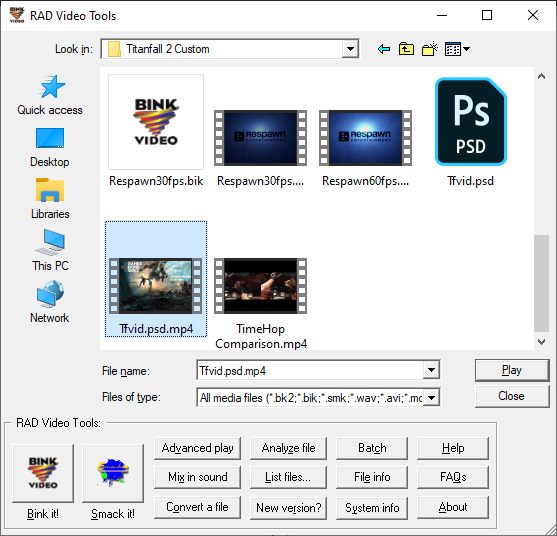 RAD Video Tools
Look in:
Titanfall 2 Custom
Quick access
Desktop
Libraries
This PC
Network
BINK
VIDEO
Respawn30fps.bik
RESPAWN
ENTERTAINMENT
Respawn30fps....
RESPAWN
ENTERTAINMENT
Respawn60fps....
Ps
PSD
Tfvid.psd
Tfvid.psd.mp4
TimeHop
Comparison.mp4
File name:
Tfvid.psd.mp4
Play
Files of type:
All media files (*.bk2;*.bik;*.smk;*.wav;*.avi;*.mo
Close
RAD Video Tools:
BINK
VIDEO
Bink it!
Smack it!
Advanced play
Analyze file
Batch
Help
Mix in sound
List files...
File info
FAQs
Convert a file
New version?
System info
About